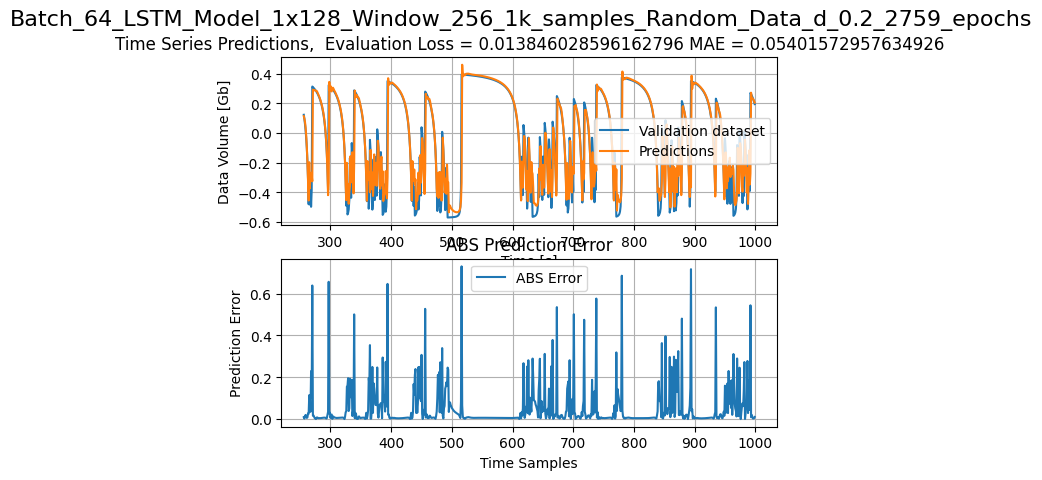 Batch_64_LSTM_Model_1x128_Window_256_1k_samples_Random_Data_d_0.2_2759_epochs
Time Series Predictions,  Evaluation Loss = 0.013846028596162796 MAE = 0.05401572957634926
Data Volume [Gb]
0.4
0.2
0.0
−0.2
−0.4
−0.6
Validation dataset
Predictions
300 400 500 600 700 800 900 1000
Time [s]
ABS Prediction Error
Prediction Error
0.6
0.4
0.2
0.0
ABS Error
300 400 500 600 700 800 900 1000
Time Samples